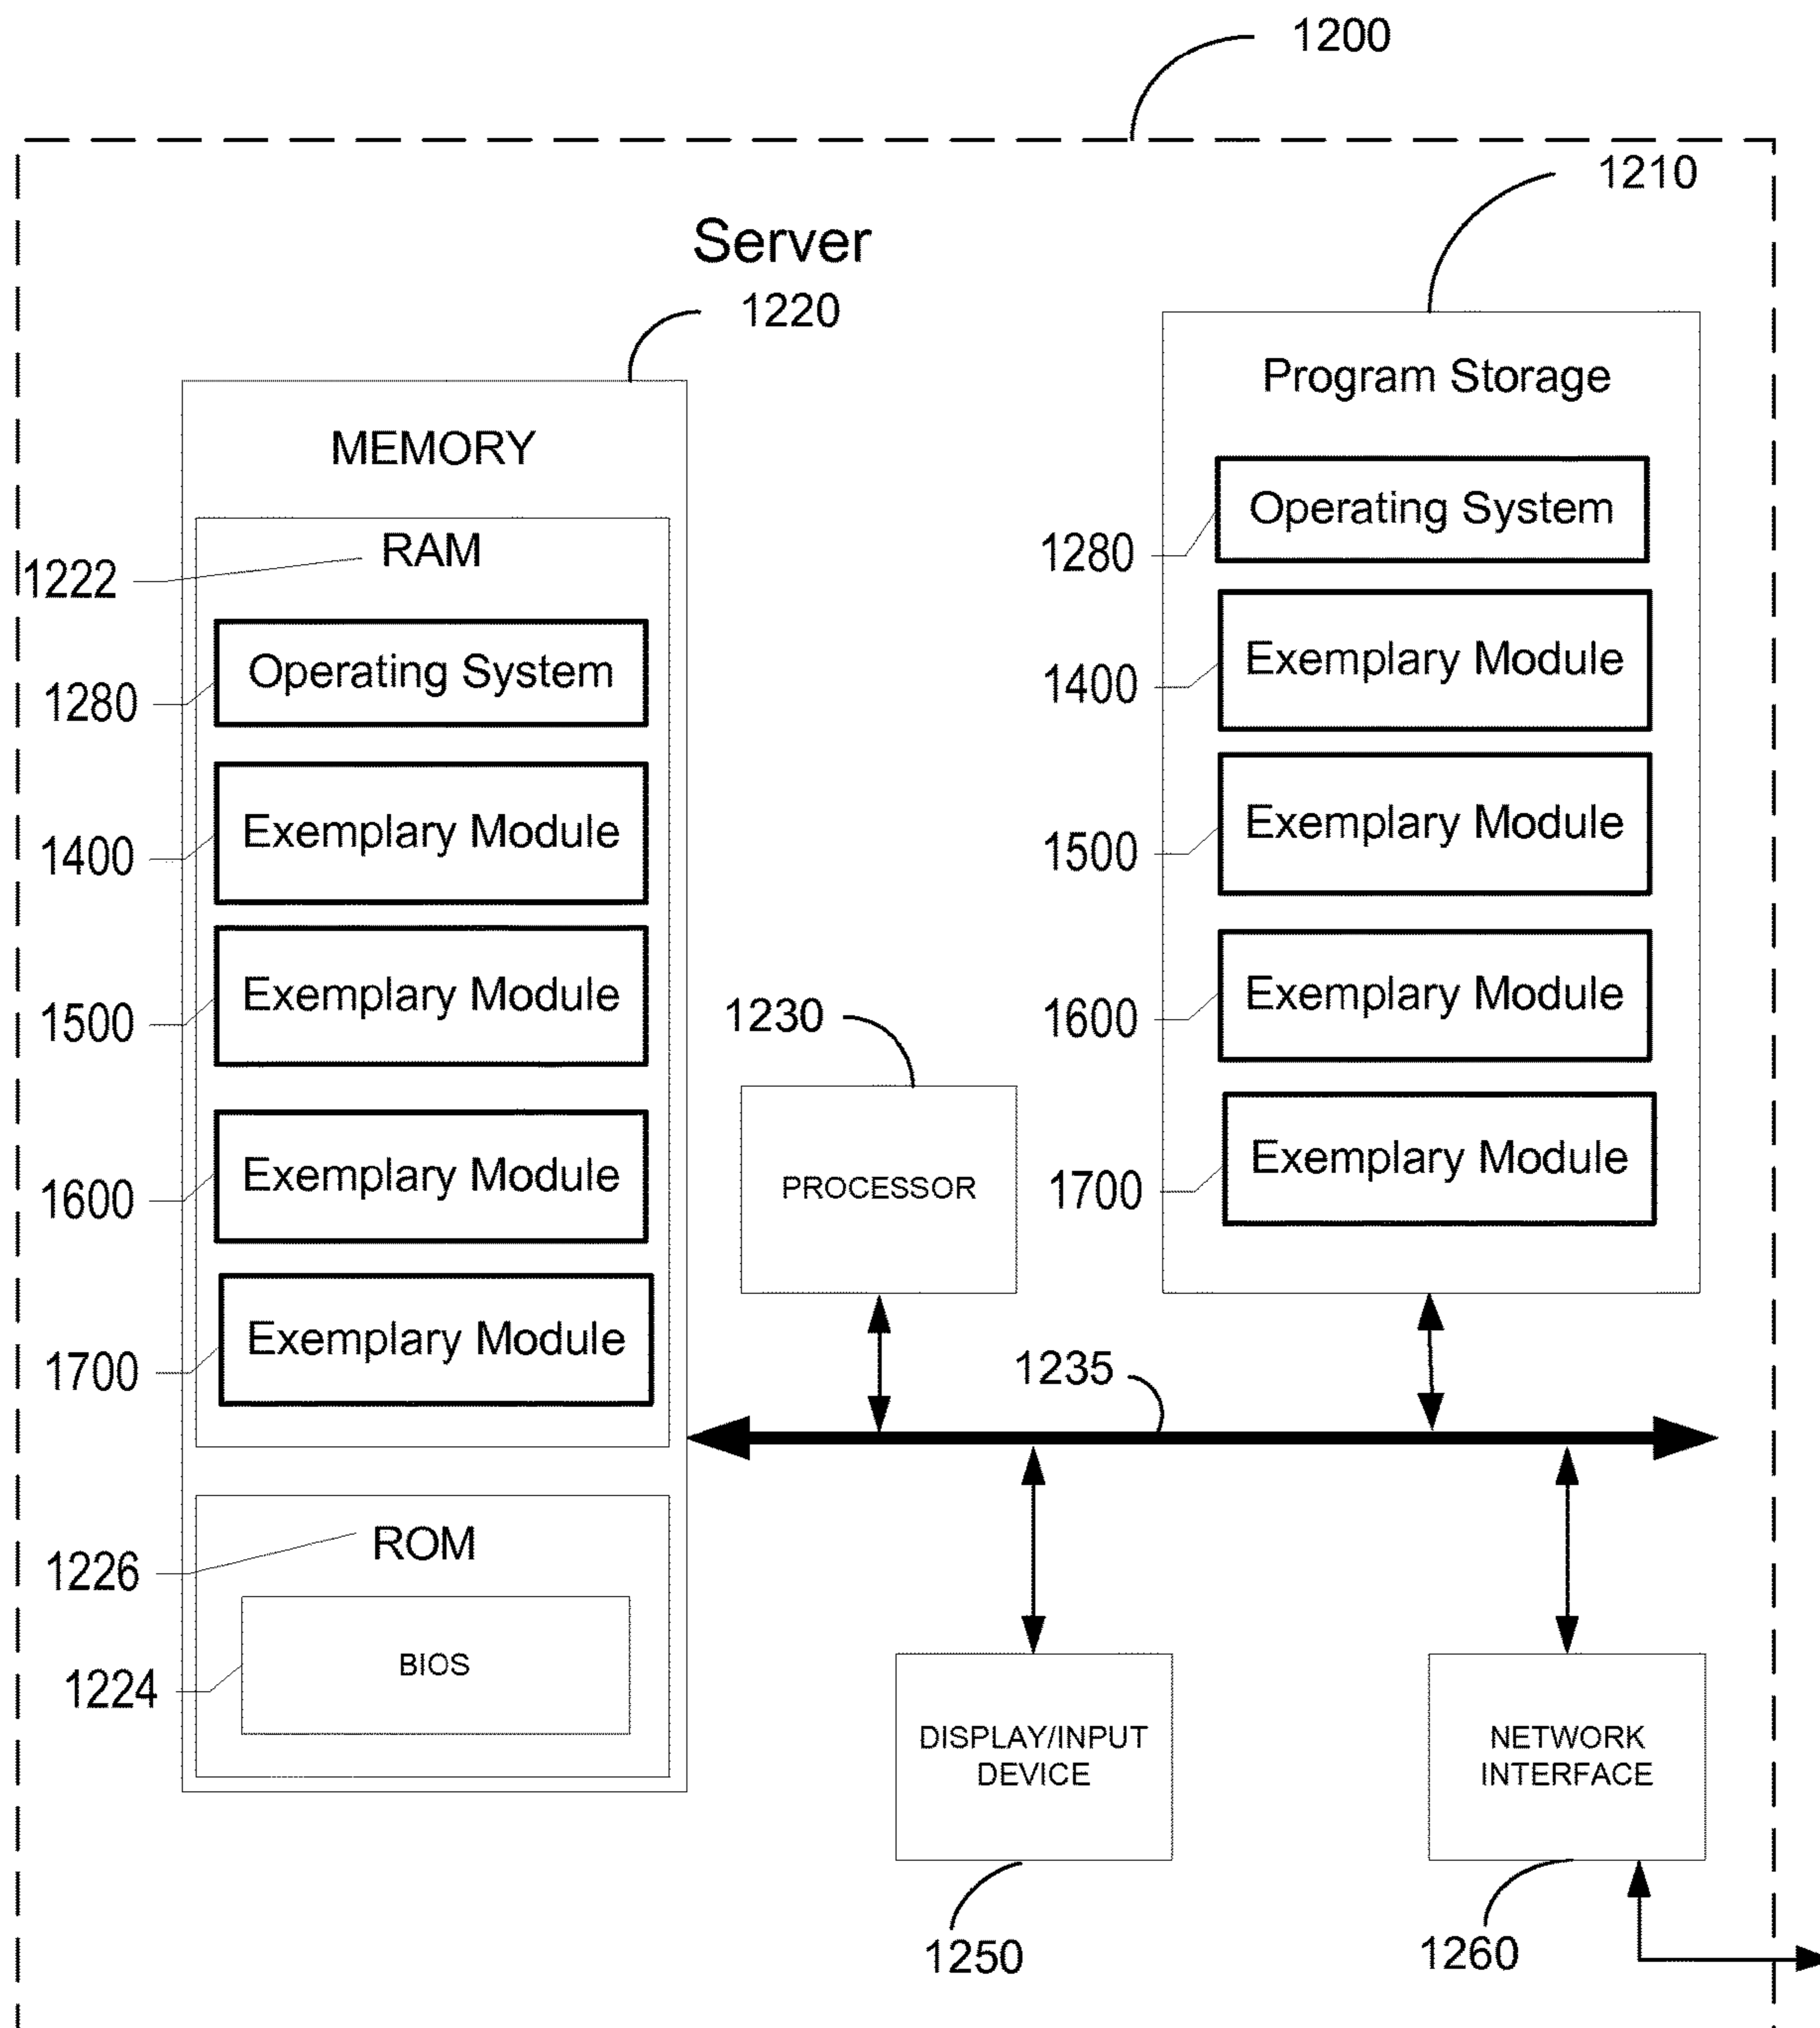 1200
1210
Server
1220
Program Storage
MEMORY
Operating System
1280
RAM
1222
Exemplary Module
1400
Operating System
1280
Exemplary Module
1500
Exemplary Module
1400
Exemplary Module
1600
Exemplary Module
1500
1230
Exemplary Module
1700
Exemplary Module
1600
PROCESSOR
Exemplary Module
1700
1235
ROM
1226
BIOS
1224
DISPLAY/INPUT
DEVICE
NETWORK
INTERFACE
1250
1260